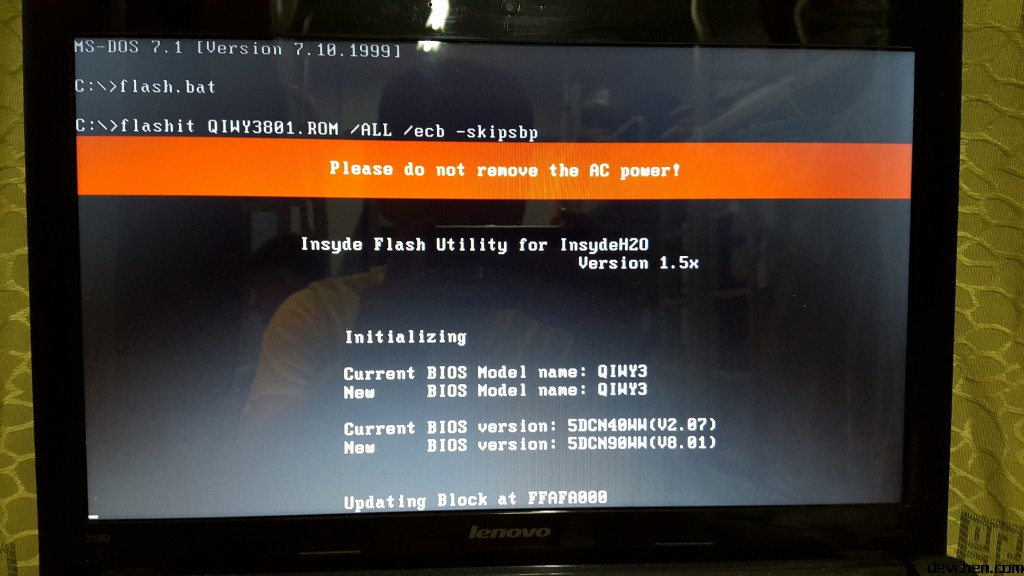 MS-DOS 7.1 [Version 7.10.1999]
C:\>flash.bat
C:\>flashit QIWY3801.ROM /ALL /ecb -skipsbp
Please do not remove the AC power!
Insyde Flash Utility for InsydeH2O
Version 1.5x
Initializing
Current BIOS Model name: QIWY3
New BIOS Model name: QIWY3
Current BIOS version: 5DCN40WW(V2.07)
New BIOS version: 5DCN90WW(V8.01)
Updating Block at FFAFA000
lenovo
Y580
devchen.com